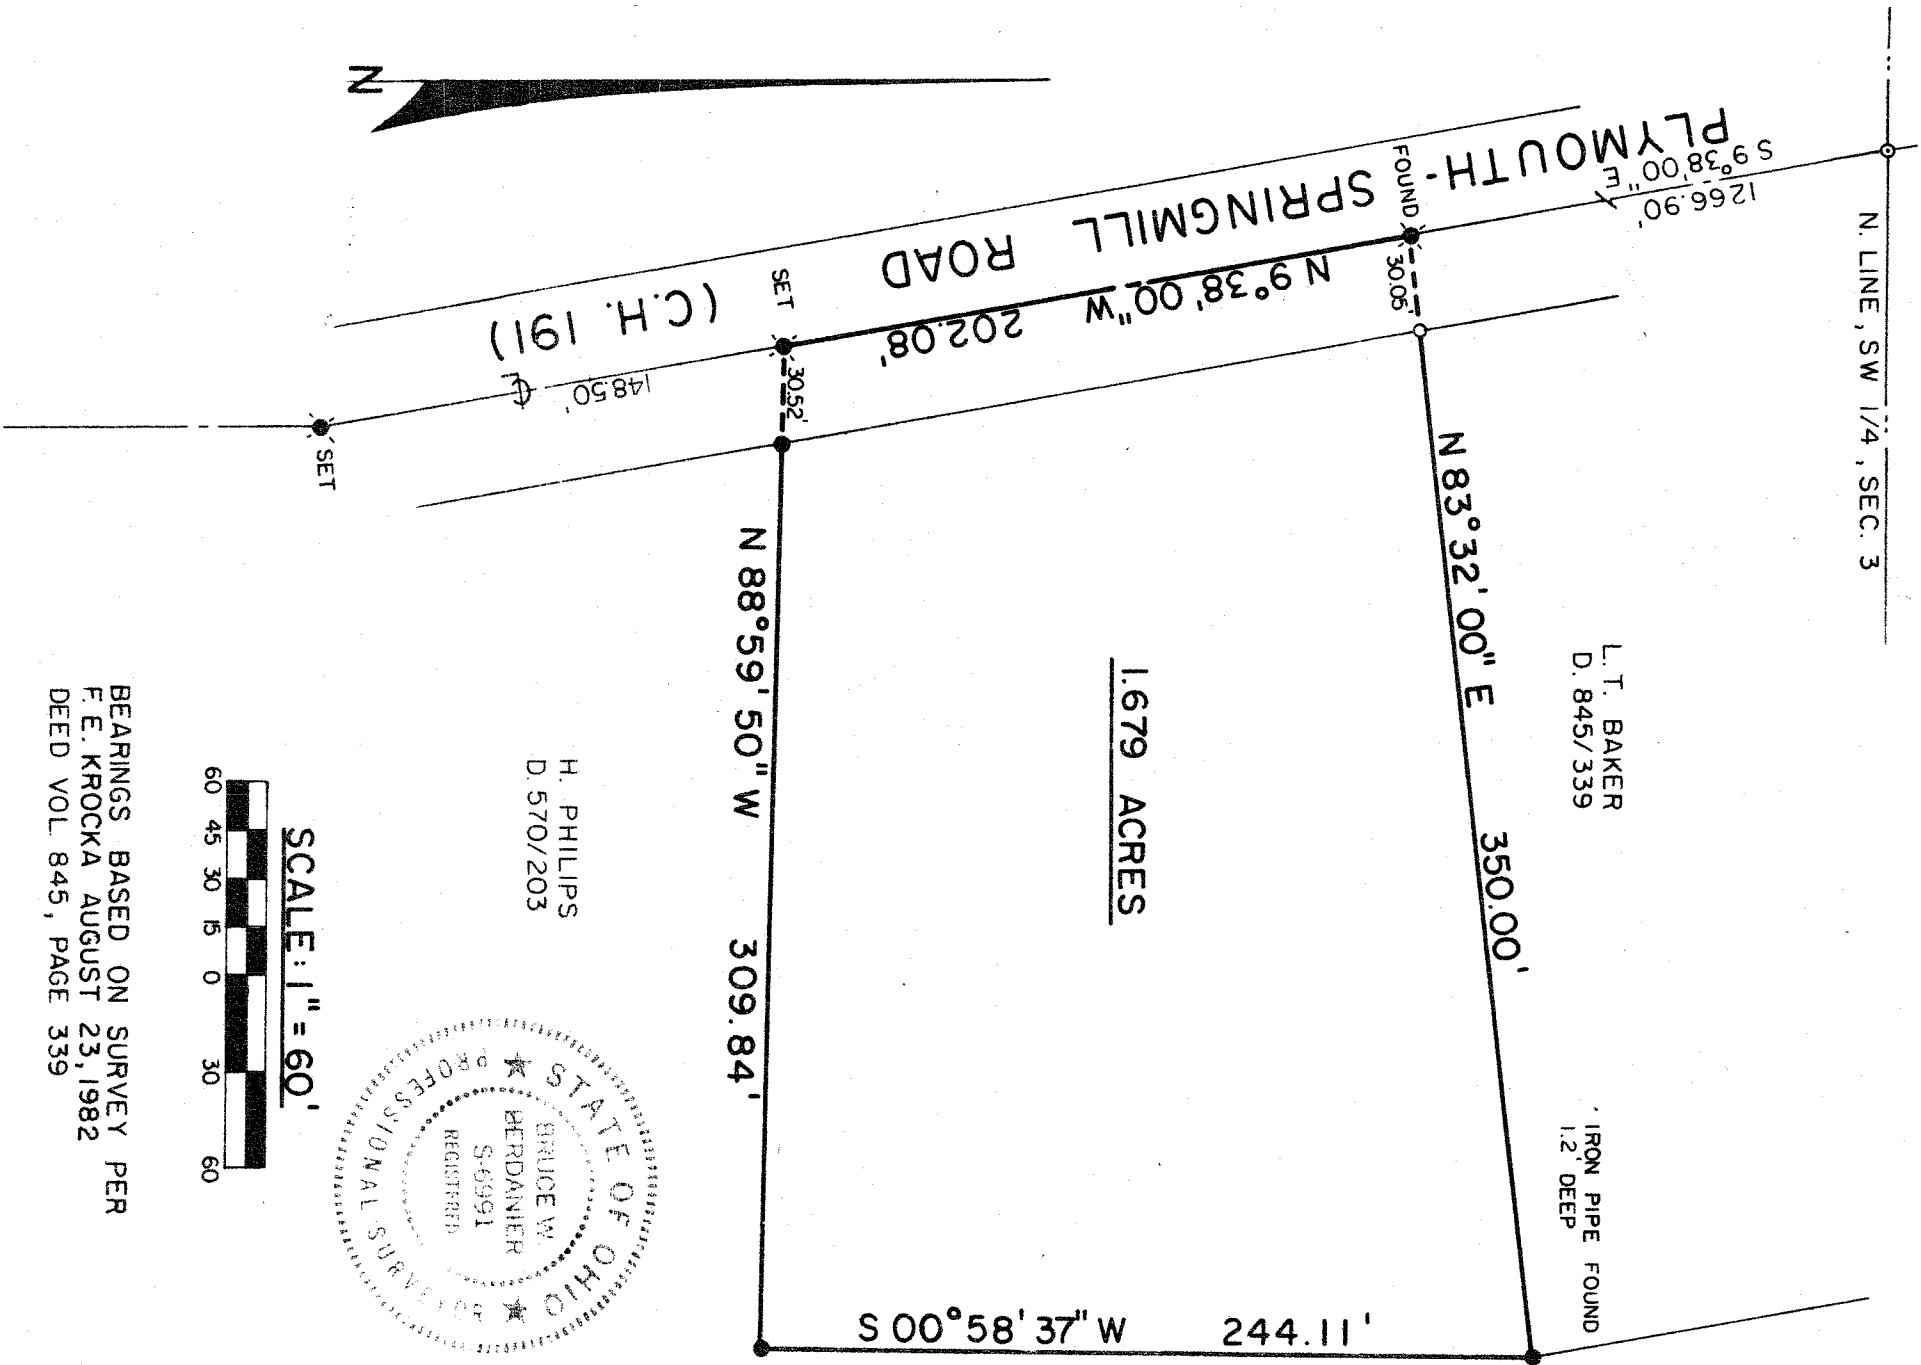 N
N. LINE, SW 1/4, SEC. 3
1266.90'
S 9°38'00" E
PLYMOUTH - SPRINGMILL ROAD (C.H. 191)
FOUND
30.05'
N 9°38'00" W 202.08'
SET
30.52'
148.50'
SET
L. T. BAKER
D. 845/339
N 83°32'00" E 350.00'
IRON PIPE FOUND
1.2' DEEP
1.679 ACRES
S 00°58'37" W 244.11'
N 88°59'50" W 309.84'
H. PHILIPS
D. 570/203
STATE OF OHIO
BRUCE W.
BERDANIER
S-6991
REGISTERED
PROFESSIONAL SURVEYOR
SCALE: 1" = 60'
60 45 30 15 0 30 60
BEARINGS BASED ON SURVEY PER
F. E. KROCKA AUGUST 23, 1982
DEED VOL. 845, PAGE 339